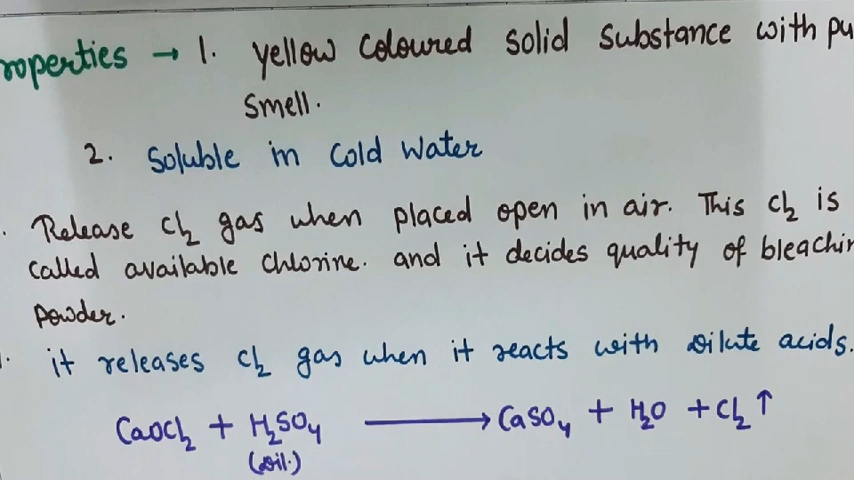 roperties → 1. yellow coloured solid substance with pu
smell.
2. Soluble in cold water
. Release Cl₂ gas when placed open in air. This Cl₂ is
called available chlorine. and it decides quality of bleachin
powder.
. it releases Cl₂ gas when it reacts with dilute acids.
CaOCl₂ + H₂SO₄ ⟶ CaSO₄ + H₂O + Cl₂ ↑
(dil.)